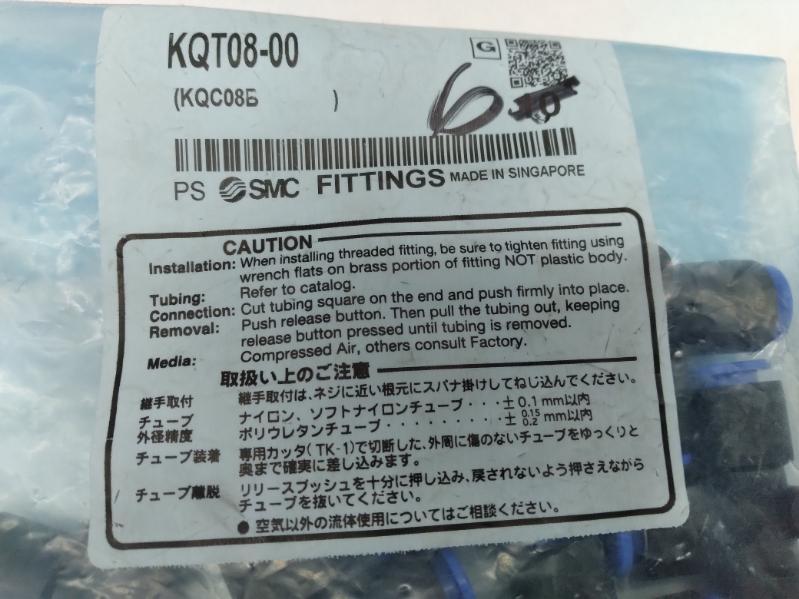 KQT08-00
G
(KQC08Б )
6
10
PS SMC FITTINGS MADE IN SINGAPORE
CAUTION
Installation: When installing threaded fitting, be sure to tighten fitting using
wrench flats on brass portion of fitting NOT plastic body.
Tubing: Refer to catalog.
Connection: Cut tubing square on the end and push firmly into place.
Removal: Push release button. Then pull the tubing out, keeping
release button pressed until tubing is removed.
Media: Compressed Air, others consult Factory.
取扱い上のご注意
継手取付 継手取付は、ネジに近い根元にスパナ掛けしてねじ込んでください。
チューブ ナイロン、ソフトナイロンチューブ・・・± 0.1 mm以内
外径精度 ポリウレタンチューブ・・・・・・・・± 0.15 0.2 mm以内
チューブ装着 専用カッタ(TK-1)で切断した、外周に傷のないチューブをゆっくりと
奥まで確実に差し込みます。
チューブ離脱 リリースプッシュを十分に押し込み、戻されないよう押さえながら
チューブを抜いてください。
● 空気以外の流体使用についてはご相談ください。